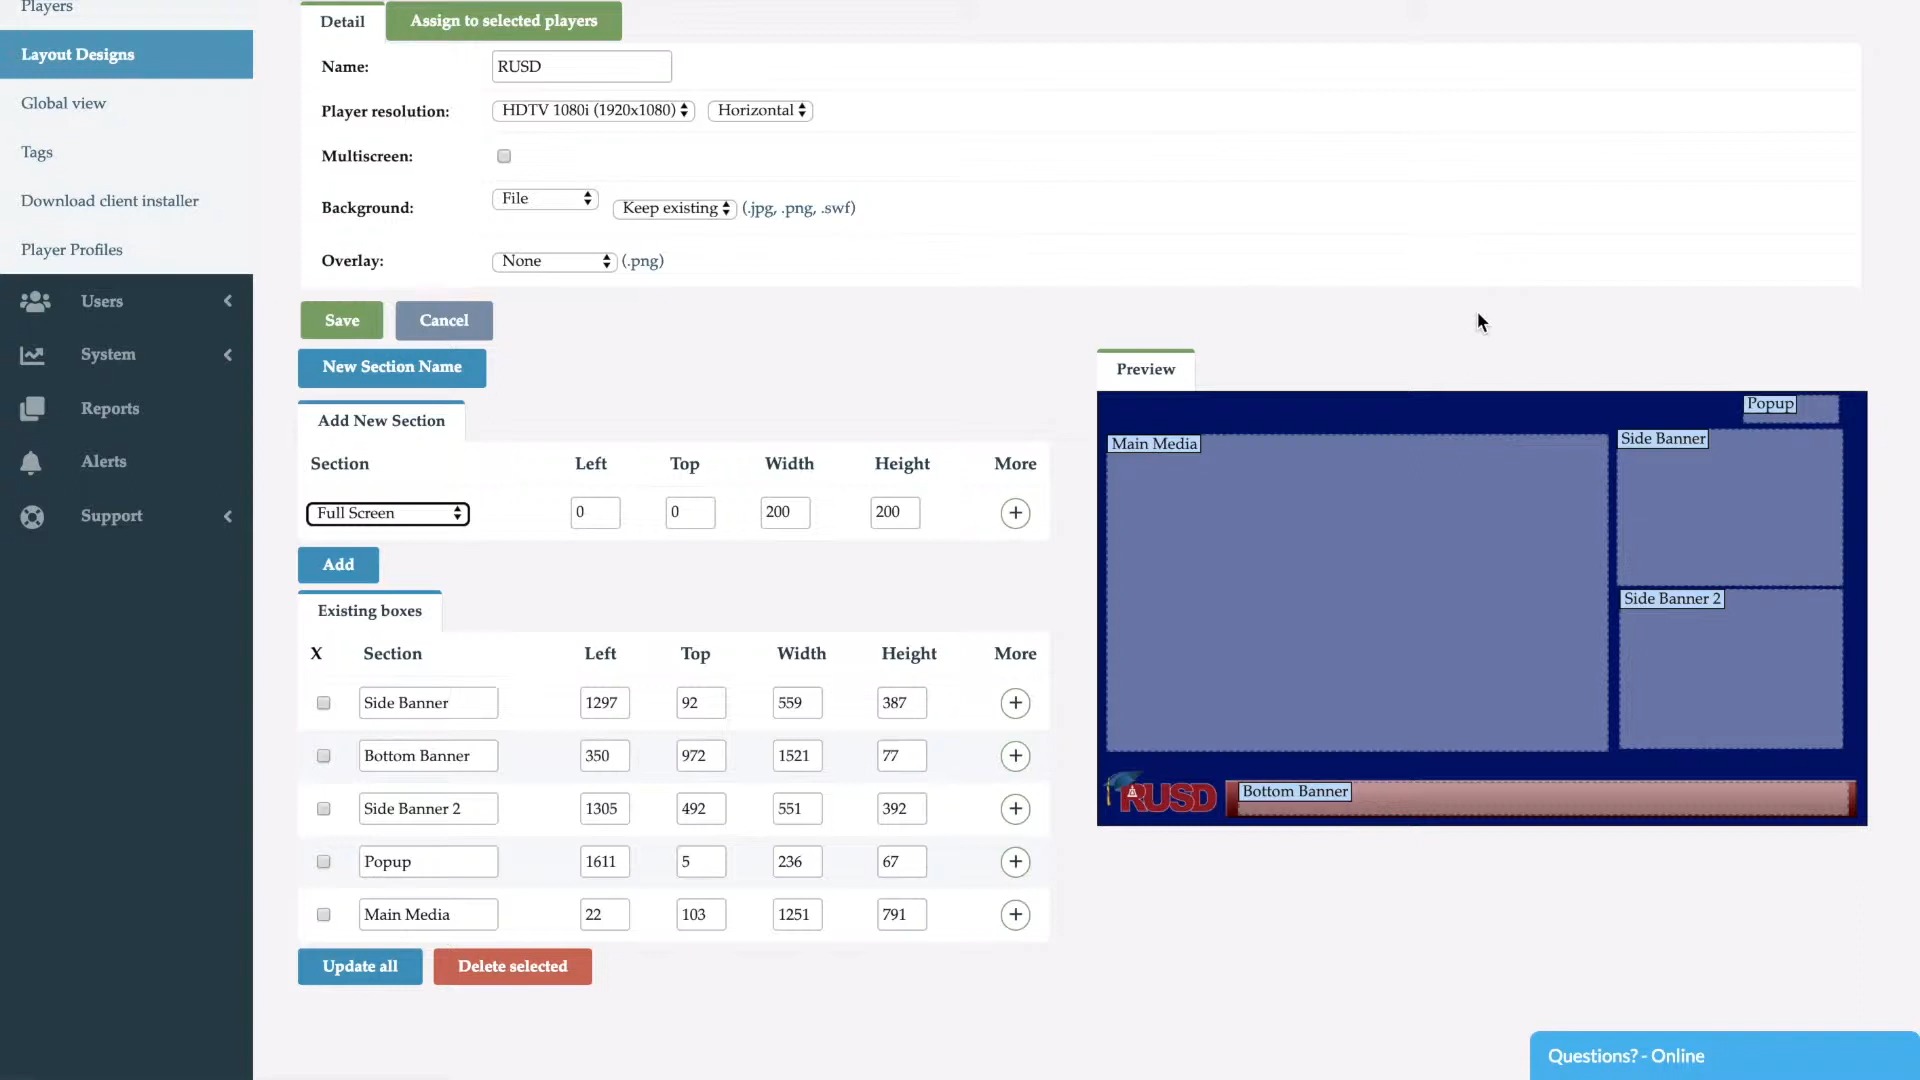 Players
Layout Designs
Global view
Tags
Download client installer
Player Profiles
Users
System
Reports
Alerts
Support
Detail
Assign to selected players
Name: RUSD
Player resolution: HDTV 1080i (1920x1080) Horizontal
Multiscreen:
Background: File Keep existing (.jpg, .png, .swf)
Overlay: None (.png)
Save Cancel
New Section Name
Add New Section
Section Left Top Width Height More
Full Screen 0 0 200 200 +
Add
Existing boxes
X Section Left Top Width Height More
Side Banner 1297 92 559 387 +
Bottom Banner 350 972 1521 77 +
Side Banner 2 1305 492 551 392 +
Popup 1611 5 236 67 +
Main Media 22 103 1251 791 +
Update all Delete selected
Preview
Popup
Main Media
Side Banner
Side Banner 2
RUSD
Bottom Banner
Questions? - Online